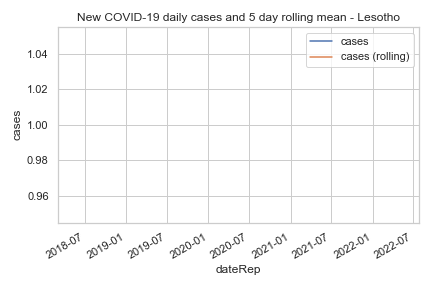 New COVID-19 daily cases and 5 day rolling mean - Lesotho
cases
cases (rolling)
1.04
1.02
1.00
0.98
0.96
cases
2018-07
2019-01
2019-07
2020-01
2020-07
2021-01
2021-07
2022-01
2022-07
dateRep